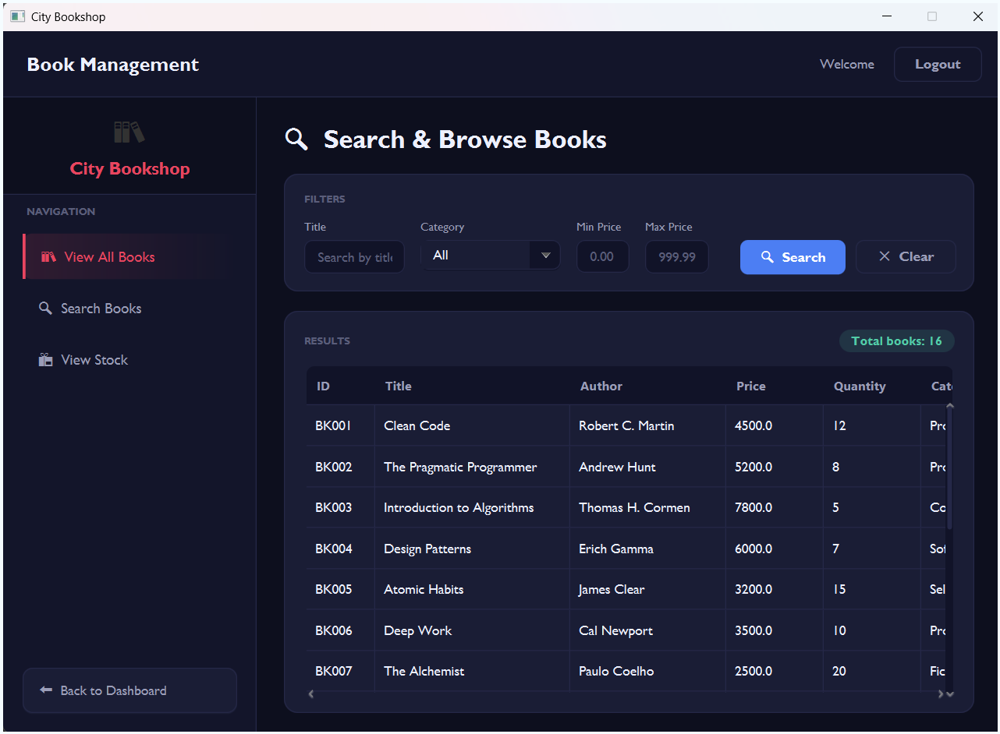 City Bookshop
Book Management
Welcome
Logout
City Bookshop
NAVIGATION
View All Books
Search Books
View Stock
Back to Dashboard
Search & Browse Books
FILTERS
Title Category Min Price Max Price
Search by title All 0.00 999.99 Search Clear
RESULTS
Total books: 16
ID Title Author Price Quantity Cat
BK001 Clean Code Robert C. Martin 4500.0 12 Pro
BK002 The Pragmatic Programmer Andrew Hunt 5200.0 8 Pro
BK003 Introduction to Algorithms Thomas H. Cormen 7800.0 5 Co
BK004 Design Patterns Erich Gamma 6000.0 7 Sof
BK005 Atomic Habits James Clear 3200.0 15 Sel
BK006 Deep Work Cal Newport 3500.0 10 Pro
BK007 The Alchemist Paulo Coelho 2500.0 20 Fic